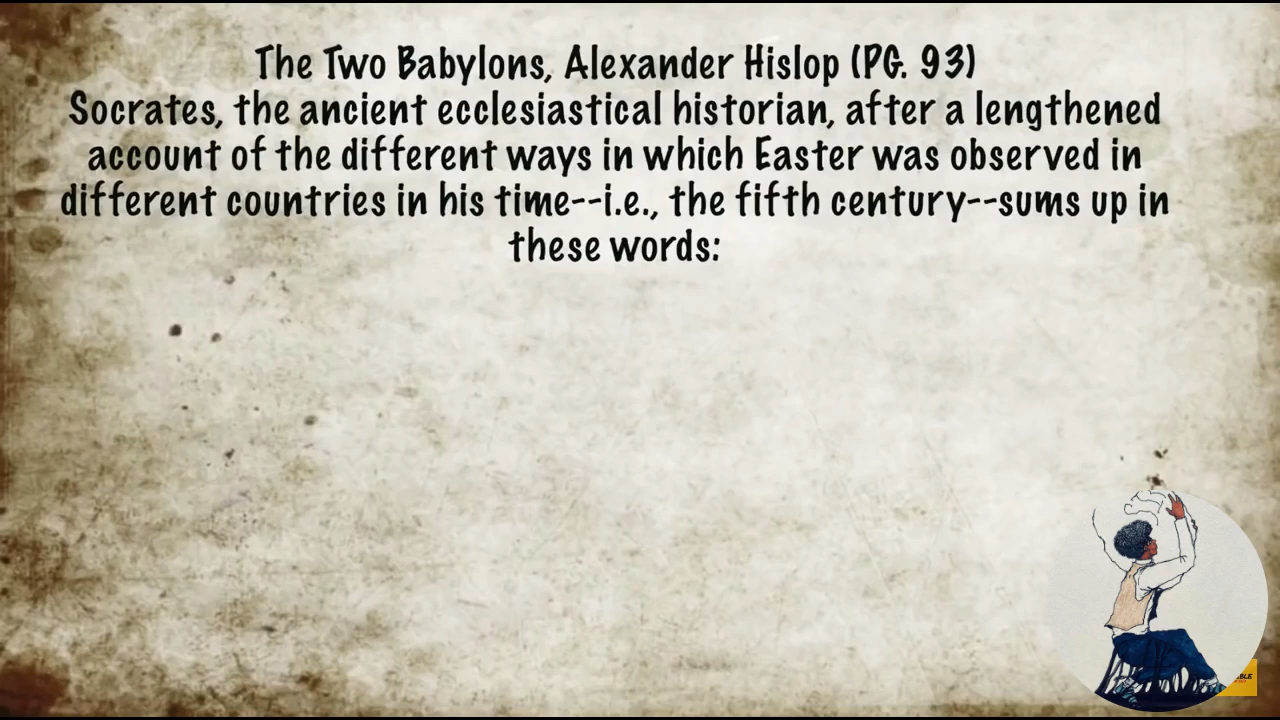 The Two Babylons, Alexander Hislop (PG. 93)
Socrates, the ancient ecclesiastical historian, after a lengthened
account of the different ways in which Easter was observed in
different countries in his time--i.e., the fifth century--sums up in
these words: